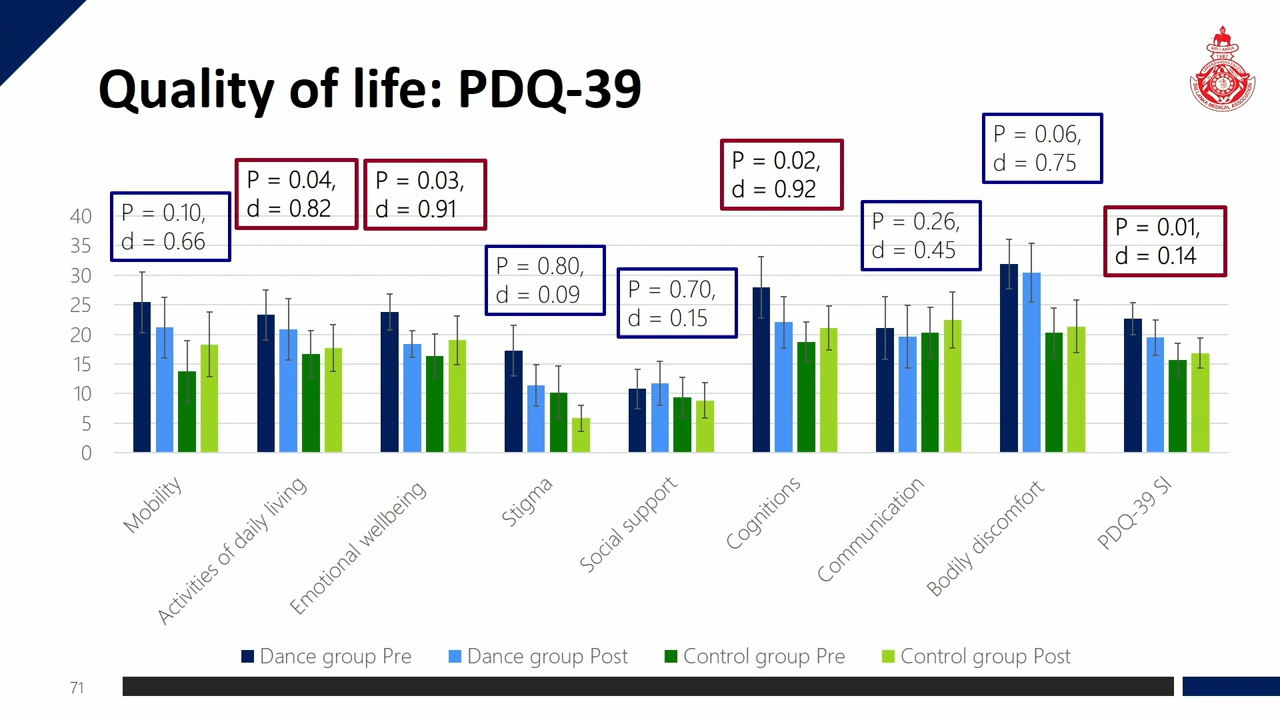 Quality of life: PDQ-39
P = 0.10,
d = 0.66
P = 0.04,
d = 0.82
P = 0.03,
d = 0.91
P = 0.80,
d = 0.09
P = 0.70,
d = 0.15
P = 0.02,
d = 0.92
P = 0.26,
d = 0.45
P = 0.06,
d = 0.75
P = 0.01,
d = 0.14
40
35
30
25
20
15
10
5
0
Mobility
Activities of daily living
Emotional wellbeing
Stigma
Social support
Cognitions
Communication
Bodily discomfort
PDQ-39 SI
Dance group Pre
Dance group Post
Control group Pre
Control group Post
71